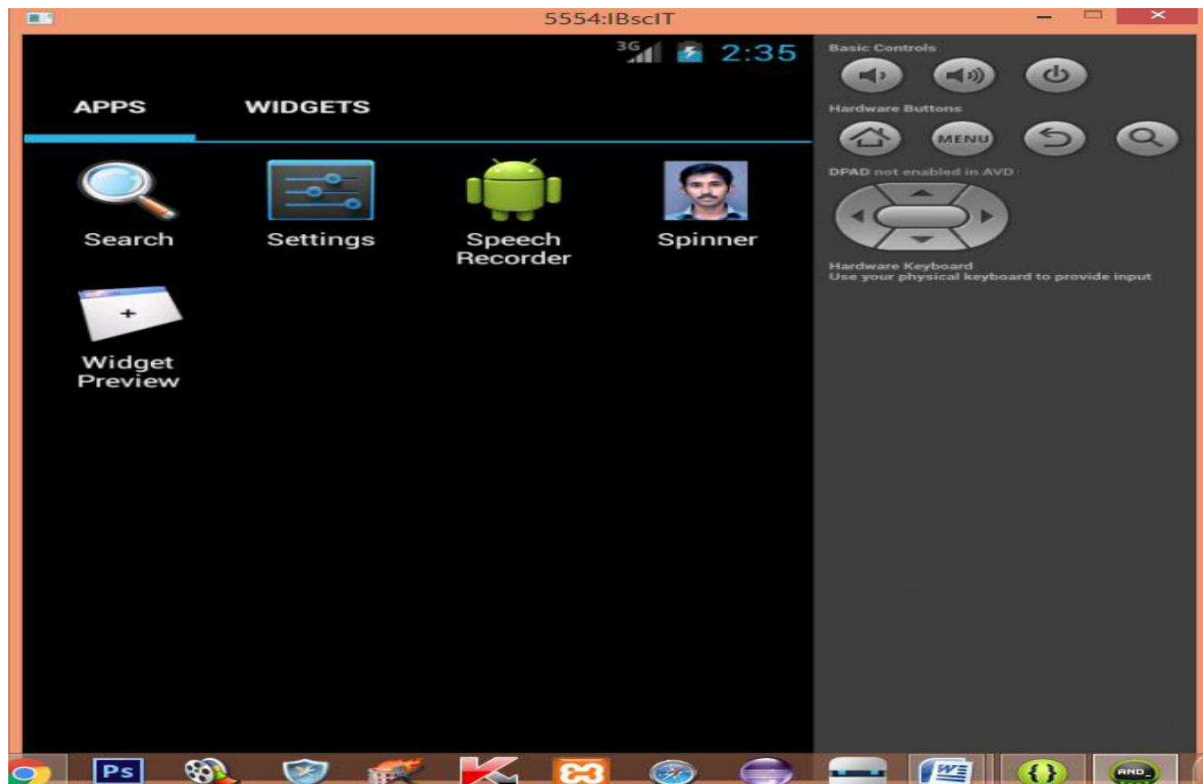 5554:IBscIT
3G 2:35
APPS WIDGETS
Search Settings Speech Recorder Spinner
Widget Preview
Basic Controls
Hardware Buttons
MENU
DPAD not enabled in AVD
Hardware Keyboard
Use your physical keyboard to provide input
Ps
W
{}
AND_